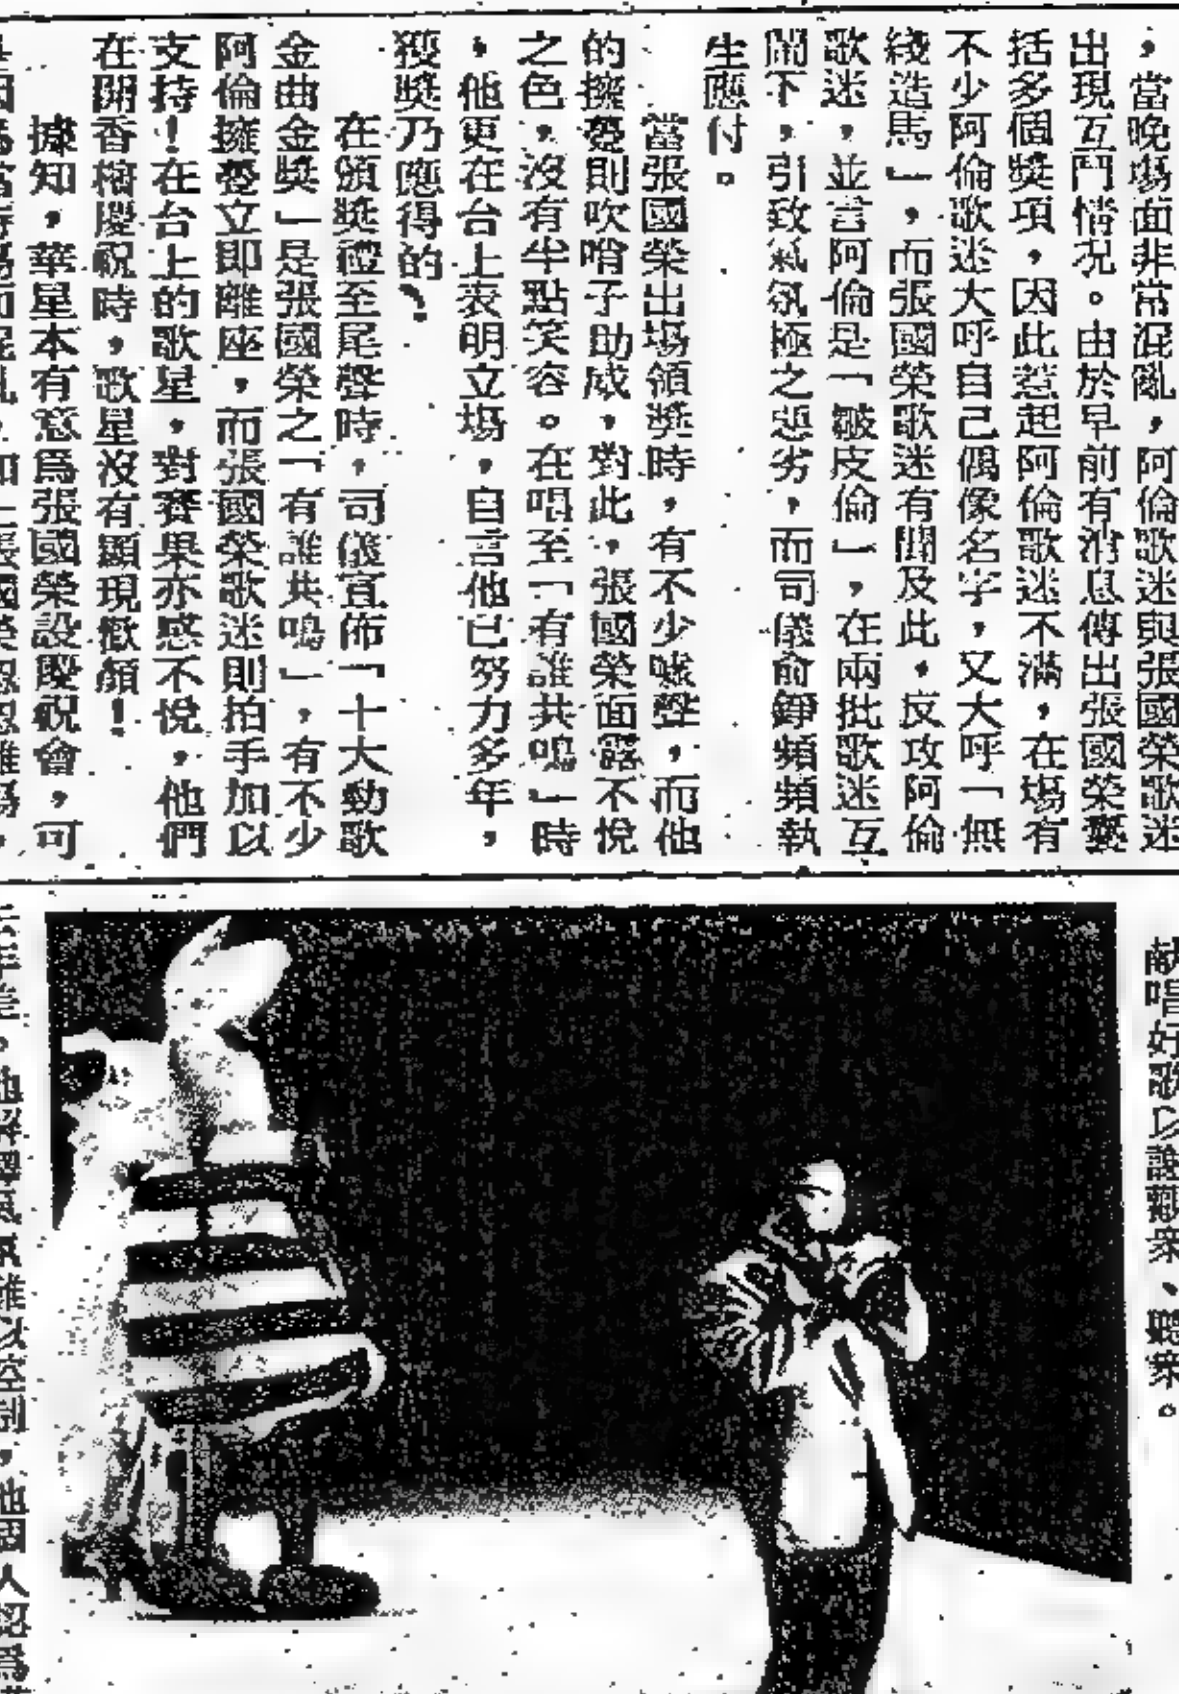 ，當晚場面非常混亂，阿倫歌迷與張國榮歌迷
出現互鬥情況。由於早前有消息傳出張國榮襲
括多個獎項，因此惹起阿倫歌迷不滿，在場有
不少阿倫歌迷大呼自己偶像名字，又大呼「無
綫造馬」，而張國榮歌迷有聞及此，反攻阿倫
歌迷，並言阿倫是「皺皮倫」，在兩批歌迷互
鬧下，引致氣氛極之惡劣，而司儀俞錚頻頻執
生應付。
當張國榮出場領獎時，有不少噓聲，而他
的擁躉則吹哨子助威，對此，張國榮面露不悅
之色，沒有半點笑容。在唱至「有誰共鳴」時
，他更在台上表明立場，自言他已努力多年，
獲獎乃應得的、
在頒獎禮至尾聲時，司儀宣佈「十大勁歌
金曲金獎」是張國榮之「有誰共鳴」，有不少
阿倫擁躉立即離座，而張國榮歌迷則拍手加以
支持！在台上的歌星，對賽果亦感不悅，他們
在開香檳慶祝時，歌星沒有顯現歡顏！
據知，華星本有意爲張國榮設慶祝會，可
獻唱好歌以謝觀衆、聽衆。